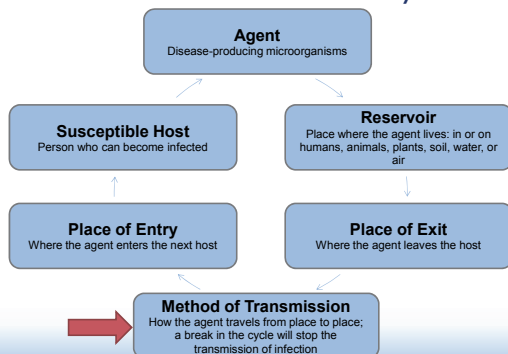 Agent
Disease-producing microorganisms
Susceptible Host
Person who can become infected
Reservoir
Place where the agent lives: in or on
humans, animals, plants, soil, water, or
air
Place of Entry
Where the agent enters the next host
Place of Exit
Where the agent leaves the host
Method of Transmission
How the agent travels from place to place;
a break in the cycle will stop the
transmission of infection